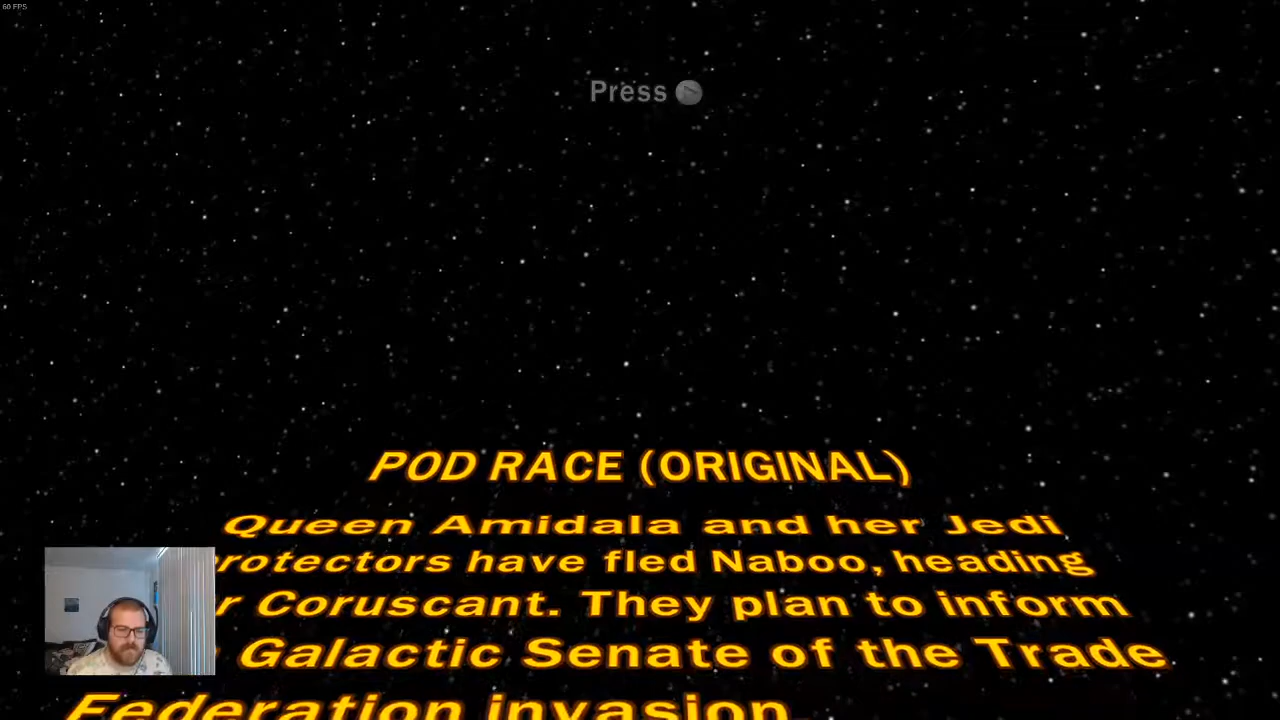 60 FPS
Press
POD RACE (ORIGINAL)
Queen Amidala and her Jedi
protectors have fled Naboo, heading
Coruscant. They plan to inform
Galactic Senate of the Trade
Federation invasion.